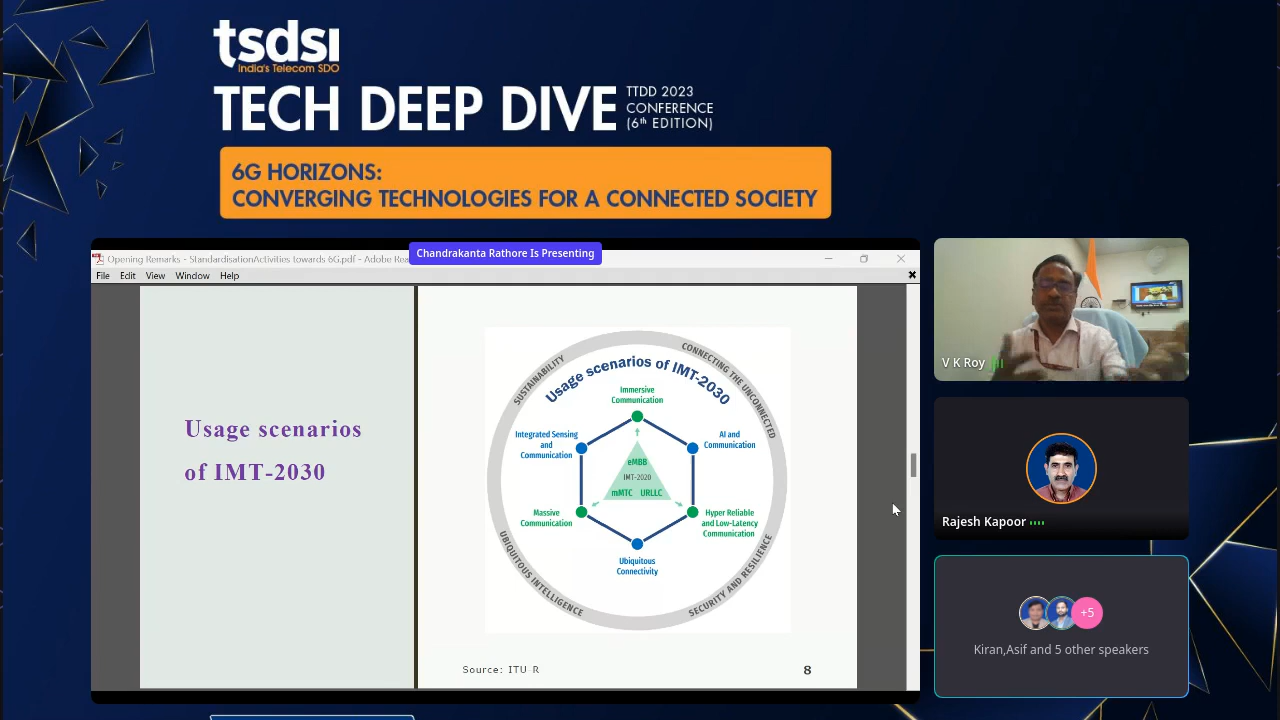 tsdsi
India's Telecom SDO
TECH DEEP DIVE
TTDD 2023
CONFERENCE
(6th EDITION)
6G HORIZONS:
CONVERGING TECHNOLOGIES FOR A CONNECTED SOCIETY
Chandrakanta Rathore Is Presenting
Opening Remarks - StandardisationActivities towards 6G.pdf - Adobe Rea
File Edit View Window Help
Usage scenarios
of IMT-2030
Usage scenarios of IMT-2030
SUSTAINABILITY
CONNECTING THE UNCONNECTED
UBIQUITOUS INTELLIGENCE
SECURITY AND RESILIENCE
Immersive
Communication
Integrated Sensing
and
Communication
AI and
Communication
eMBB
IMT-2020
mMTC URLLC
Massive
Communication
Hyper Reliable
and Low-Latency
Communication
Ubiquitous
Connectivity
Source: ITU R
8
V K Roy
Rajesh Kapoor
+5
Kiran,Asif and 5 other speakers